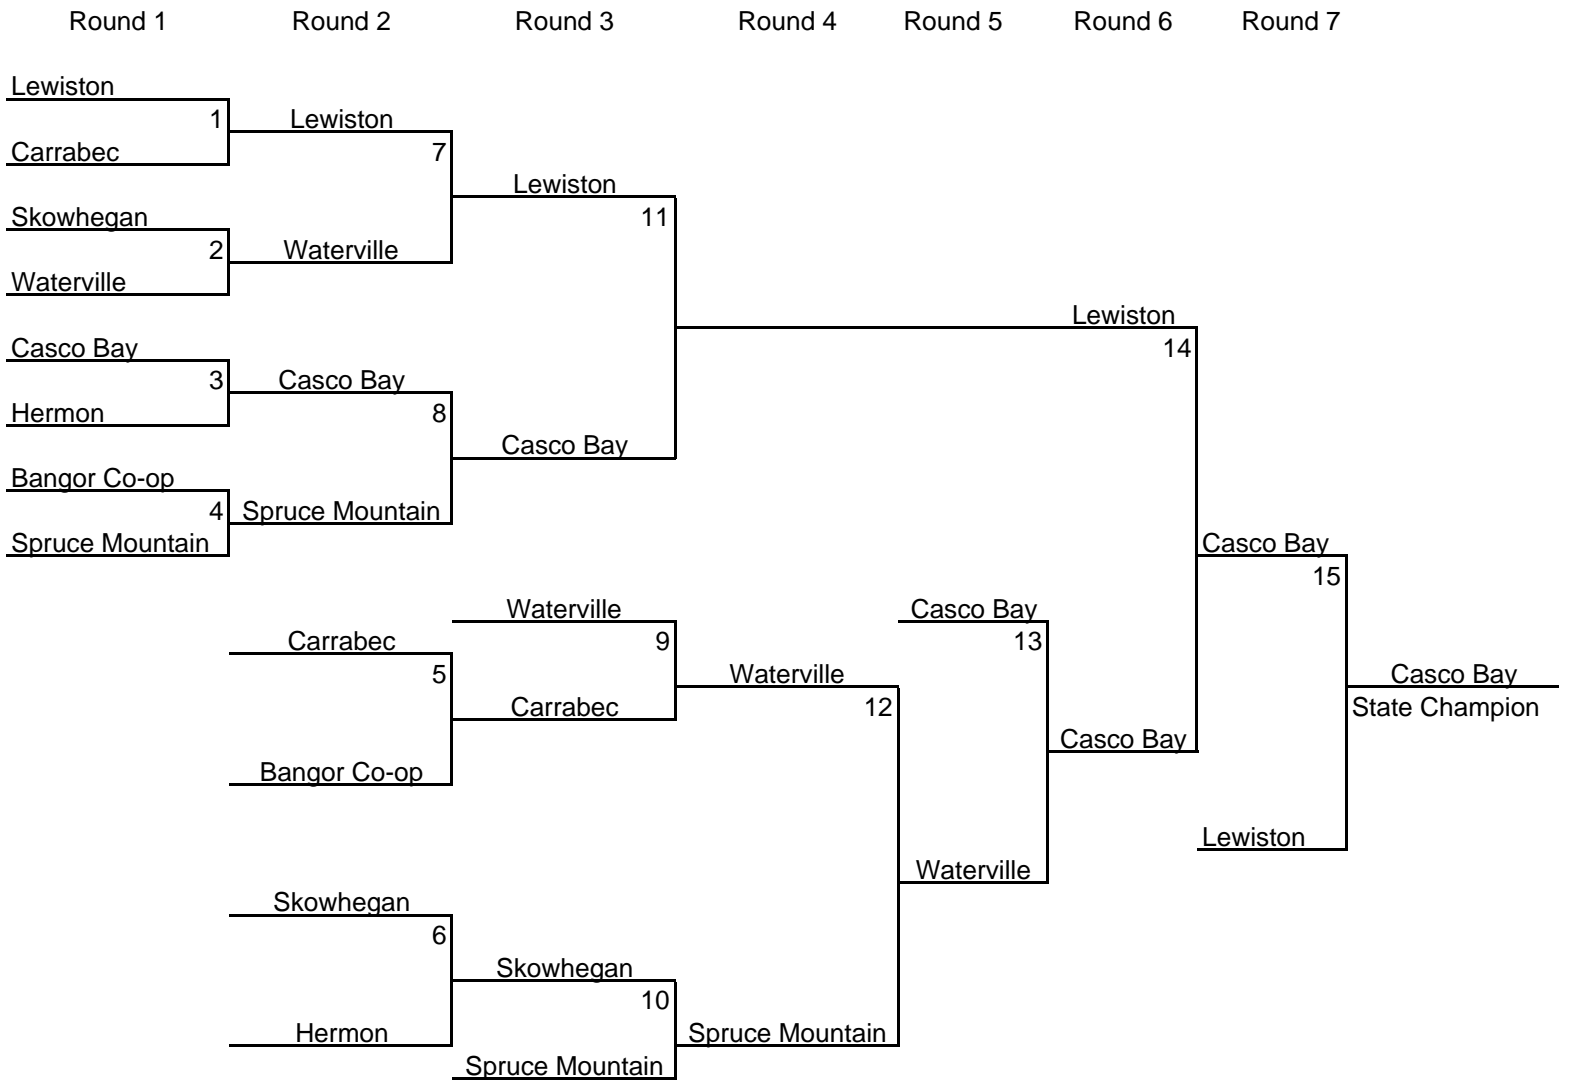 Round 1 Round 2 Round 3 Round 4 Round 5 Round 6 Round 7
Lewiston
1 Lewiston
Carrabec
7
Lewiston
Skowhegan
11
2 Waterville
Waterville
Lewiston
Casco Bay
14
3 Casco Bay
Hermon
8
Casco Bay
Bangor Co-op
4 Spruce Mountain
Spruce Mountain
Casco Bay
15
Waterville
Casco Bay
Carrabec
9
13
5
Waterville
Casco Bay
Carrabec
12
State Champion
Casco Bay
Bangor Co-op
Lewiston
Waterville
Skowhegan
6
Skowhegan
10
Hermon
Spruce Mountain
Spruce Mountain